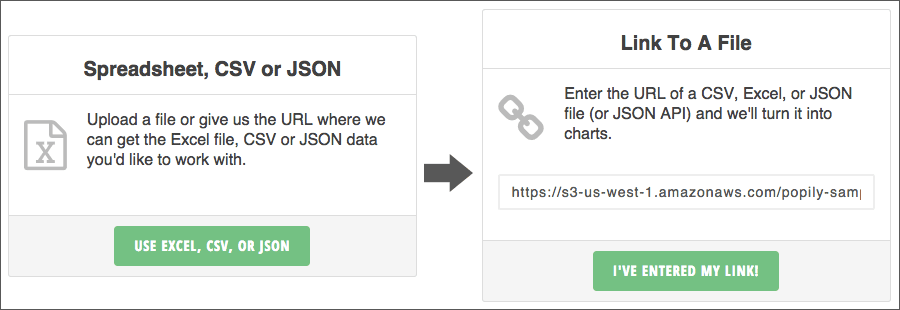 Spreadsheet, CSV or JSON
Upload a file or give us the URL where we
can get the Excel file, CSV or JSON data
you'd like to work with.
USE EXCEL, CSV, OR JSON
Link To A File
Enter the URL of a CSV, Excel, or JSON
file (or JSON API) and we'll turn it into
charts.
https://s3-us-west-1.amazonaws.com/popily-samp
I'VE ENTERED MY LINK!